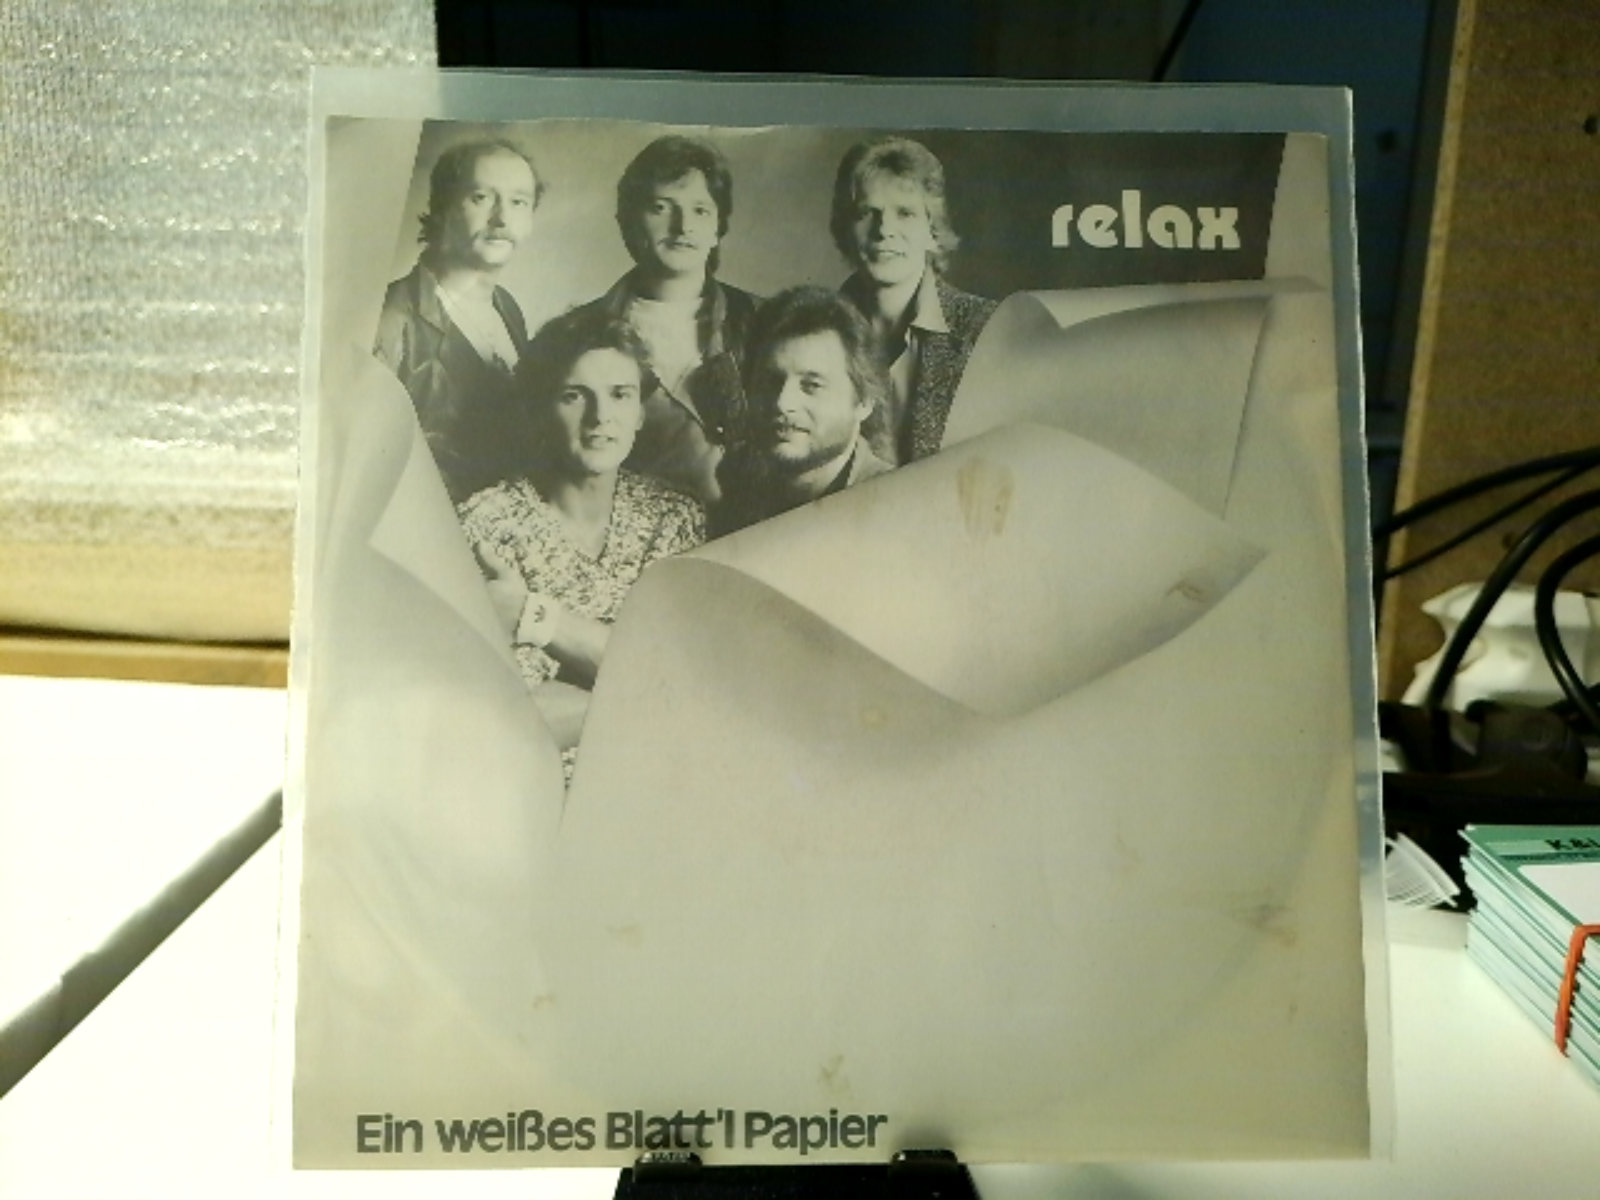 relax
Ein weißes Blatt'l Papier